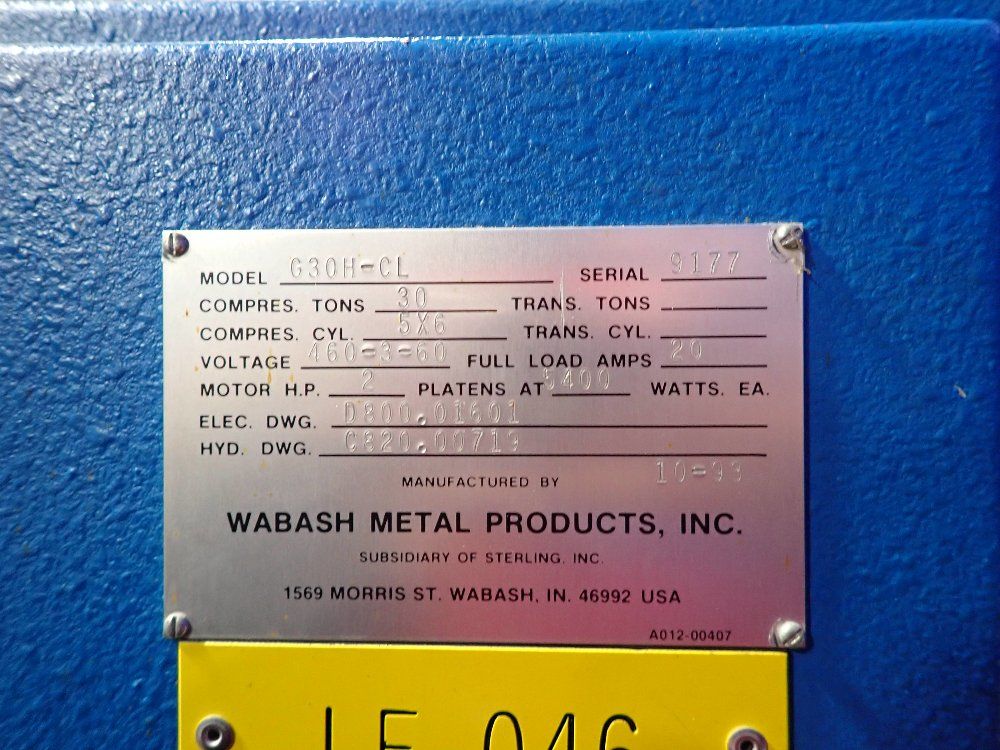 MODEL G30H-CL SERIAL 9177
COMPRES. TONS 30 TRANS. TONS
COMPRES. CYL. 5X6 TRANS. CYL.
VOLTAGE 460-3-60 FULL LOAD AMPS 20
MOTOR H.P. 2 PLATENS AT 5400 WATTS. EA.
ELEC. DWG. D800.01601
HYD. DWG. C820.00719
MANUFACTURED BY 10-93
WABASH METAL PRODUCTS, INC.
SUBSIDIARY OF STERLING, INC.
1569 MORRIS ST. WABASH, IN. 46992 USA
A012-00407